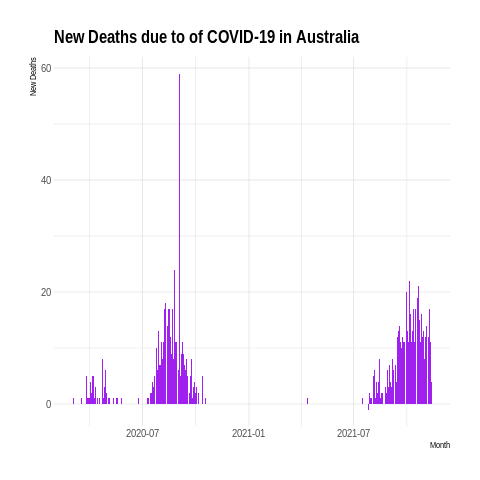 New Deaths due to of COVID-19 in Australia
New Deaths
60
40
20
0
2020-07
2021-01
2021-07
Month